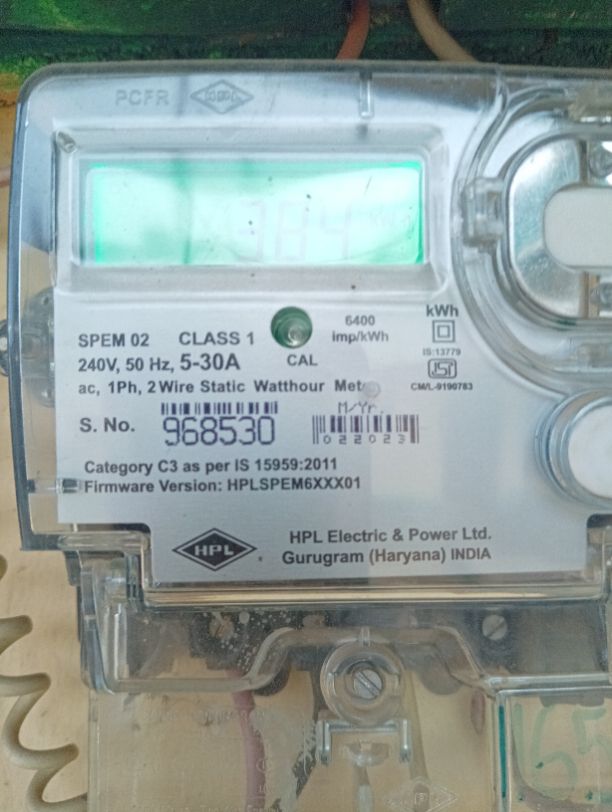 PCFR
384
SPEM 02 CLASS 1
240V, 50 Hz, 5-30A
CAL
6400
imp/kWh
kWh
IS:13779
ISI
CM/L-9190783
ac, 1Ph, 2 Wire Static Watthour
S. No. 968530
M/Yr.
022023
Category C3 as per IS 15959:2011
Firmware Version: HPLSPEM6XXX01
HPL
HPL Electric & Power Ltd.
Gurugram (Haryana) INDIA
165